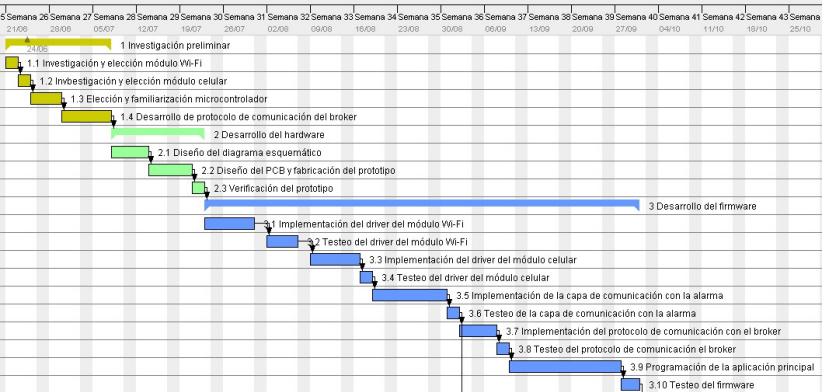 5 Semana 26 Semana 27 Semana 28 Semana 29 Semana 30 Semana 31 Semana 32 Semana 33 Semana 34 Semana 35 Semana 36 Semana 37 Semana 38 Semana 39 Semana 40 Semana 41 Semana 42 Semana 43 Semana
21/06 28/06 05/07 12/07 19/07 26/07 02/08 09/08 16/08 23/08 30/08 06/09 13/09 20/09 27/09 04/10 11/10 18/10 25/10
24/06
1 Investigación preliminar
1.1 Investigación y elección módulo Wi-Fi
1.2 Invbestigación y elección módulo celular
1.3 Elección y familiarización microcontrolador
1.4 Desarrollo de protocolo de comunicación del broker
2 Desarrollo del hardware
2.1 Diseño del diagrama esquemático
2.2 Diseño del PCB y fabricación del prototipo
2.3 Verificación del prototipo
3 Desarrollo del firmware
3.1 Implementación del driver del módulo Wi-Fi
3.2 Testeo del driver del módulo Wi-Fi
3.3 Implementación del driver del módulo celular
3.4 Testeo del driver del módulo celular
3.5 Implementación de la capa de comunicación con la alarma
3.6 Testeo de la capa de comunicación con la alarma
3.7 Implementación del protocolo de comunicación con el broker
3.8 Testeo del protocolo de comunicación el broker
3.9 Programación de la aplicación principal
3.10 Testeo del firmware